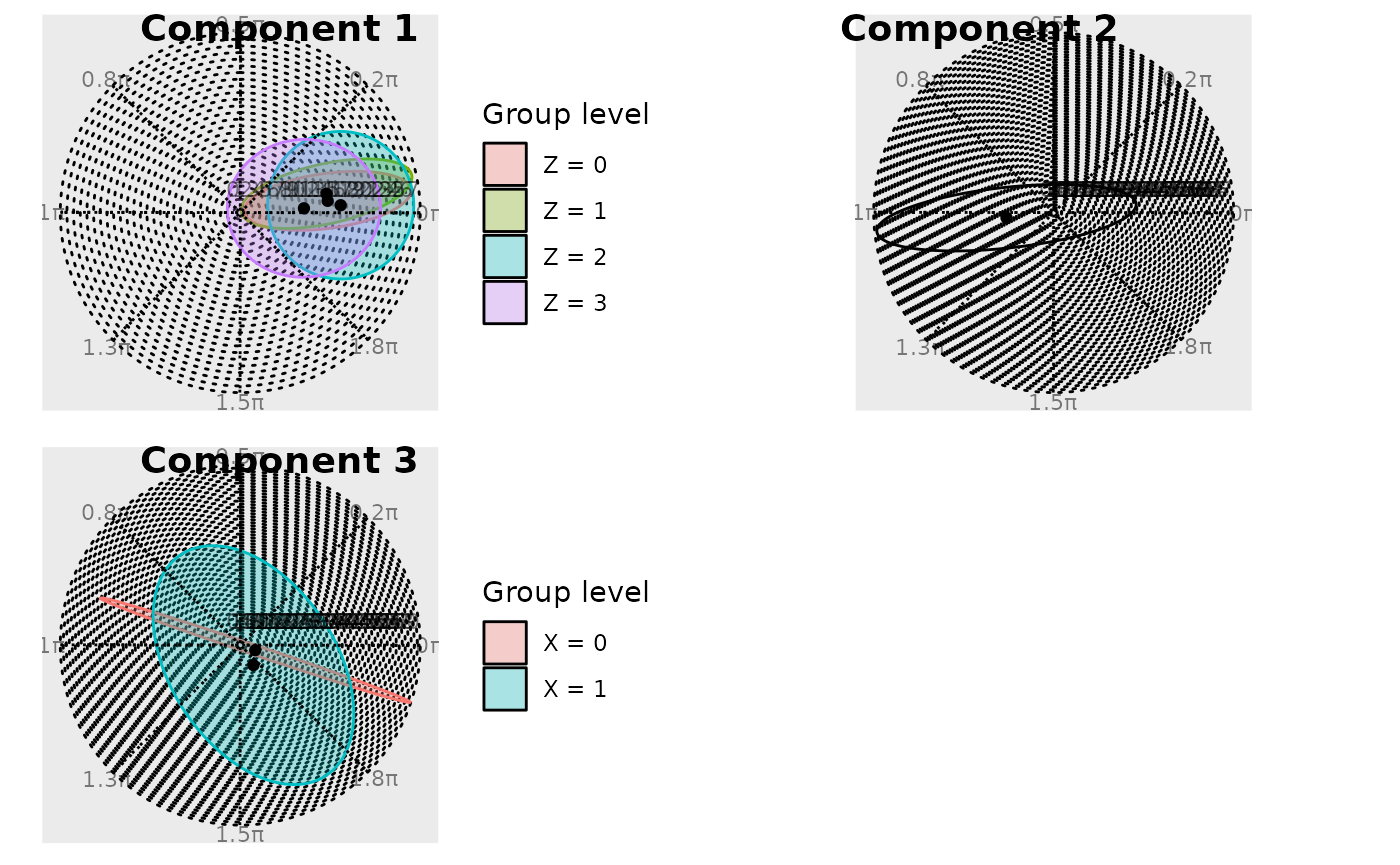 Component 1
0.5π
0.8π
0.2π
1π
0π
1.3π
1.8π
1.5π
Group level
Z = 0
Z = 1
Z = 2
Z = 3
Component 2
0.5π
0.8π
0.2π
1π
0π
1.3π
1.8π
1.5π
Component 3
0.5π
0.8π
0.2π
1π
0π
1.3π
1.8π
1.5π
Group level
X = 0
X = 1